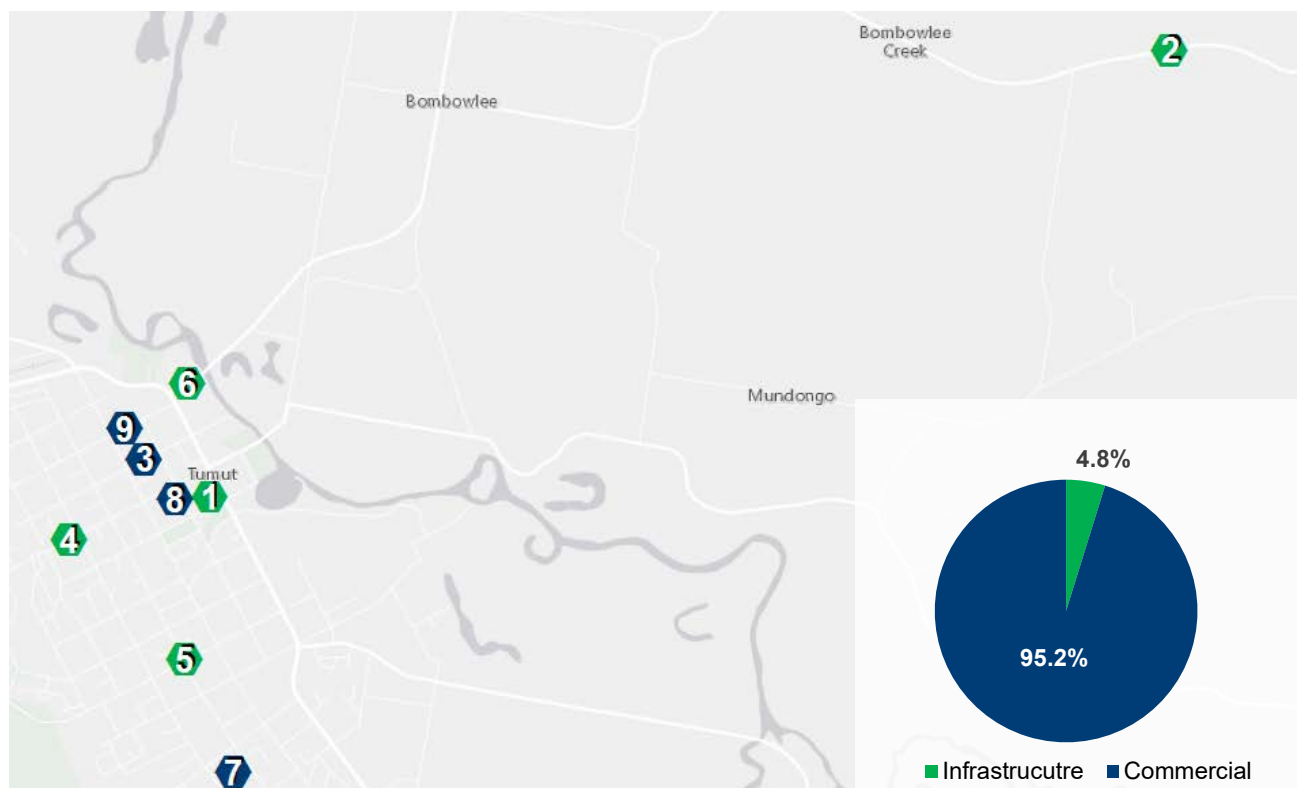 Bombowlee
Creek
2
Bombowlee
6
Mundongo
9
3
Tumut
8
1
4
5
7
4.8%
95.2%
Infrastrucutre
Commercial